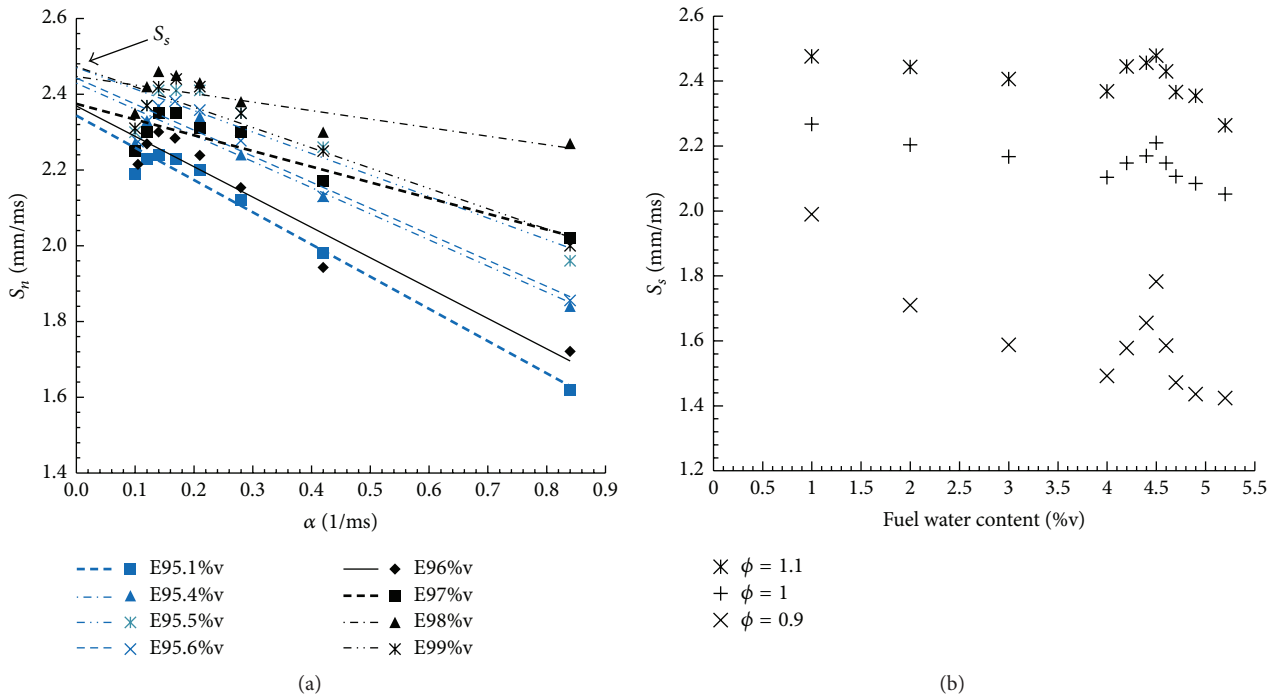 2.6
2.4
2.2
2.0
1.8
1.6
1.4
S_n (mm/ms)
S_s
0.0 0.1 0.2 0.3 0.4 0.5 0.6 0.7 0.8 0.9
α (1/ms)
E95.1%v
E95.4%v
E95.5%v
E95.6%v
E96%v
E97%v
E98%v
E99%v
(a)
2.6
2.4
2.2
2.0
1.8
1.6
1.4
1.2
S_s (mm/ms)
0 0.5 1 1.5 2 2.5 3 3.5 4 4.5 5 5.5
Fuel water content (%v)
ϕ = 1.1
ϕ = 1
ϕ = 0.9
(b)